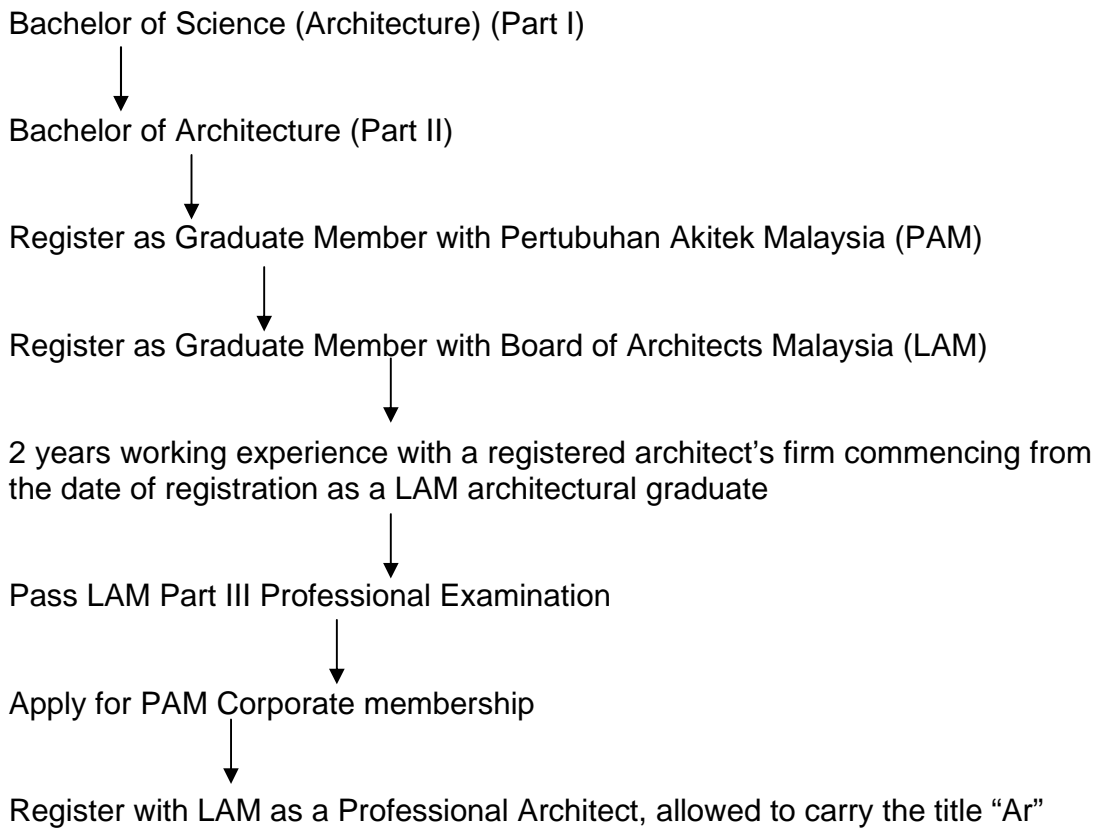 Bachelor of Science (Architecture) (Part I)
Bachelor of Architecture (Part II)
Register as Graduate Member with Pertubuhan Akitek Malaysia (PAM)
Register as Graduate Member with Board of Architects Malaysia (LAM)
2 years working experience with a registered architect’s firm commencing from
the date of registration as a LAM architectural graduate
Pass LAM Part III Professional Examination
Apply for PAM Corporate membership
Register with LAM as a Professional Architect, allowed to carry the title “Ar”